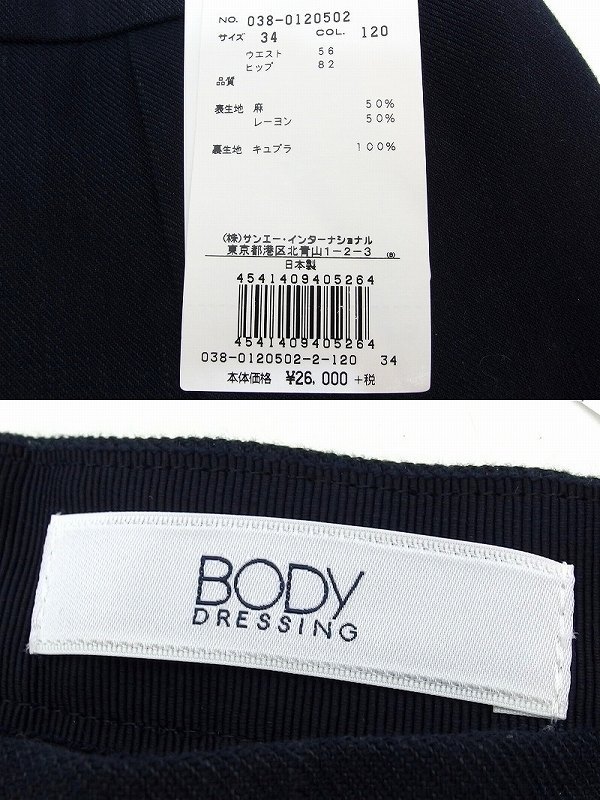 NO. 038-0120502
サイズ 34 COL. 120
ウエスト 56
ヒップ 82
品質
表生地 麻 50%
レーヨン 50%
裏生地 キュプラ 100%
(株)サンエー・インターナショナル
東京都港区北青山1-2-3 (8)
日本製
4541409405264
4541409405264
038-0120502-2-120 34
本体価格 ¥26,000 +税
BODY
DRESSING